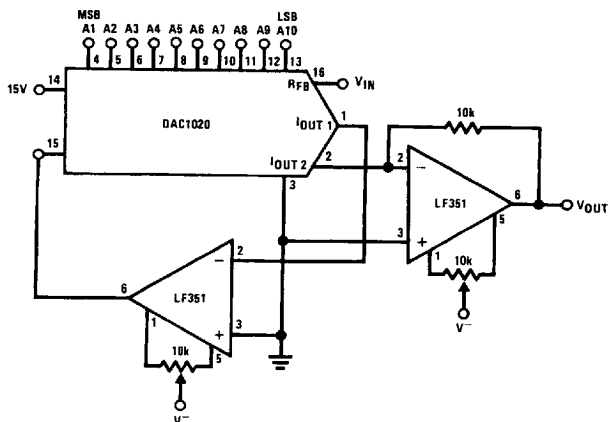 MSB LSB
A1 A2 A3 A4 A5 A6 A7 A8 A9 A10
4 5 6 7 8 9 10 11 12 13
15V 14
RFB 16 VIN
DAC1020
IOUT 1 1
10k
15
IOUT 2 2
3
2 −
LF351
6 VOUT
5
3 +
1
10k
V−
2 −
6 LF351
1
3 +
5
10k
V−